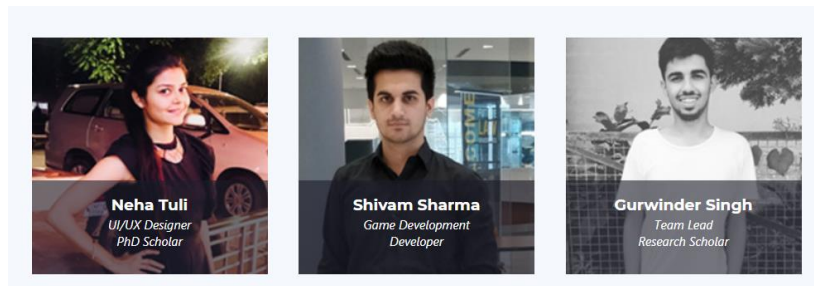 Neha Tuli
UI/UX Designer
PhD Scholar
Shivam Sharma
Game Development
Developer
Gurwinder Singh
Team Lead
Research Scholar